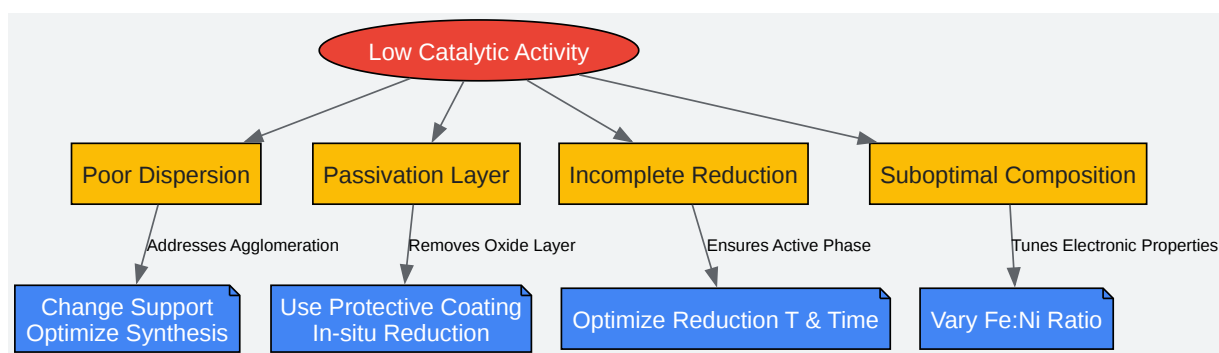 Low Catalytic Activity
Poor Dispersion
Passivation Layer
Incomplete Reduction
Suboptimal Composition
Addresses Agglomeration
Removes Oxide Layer
Ensures Active Phase
Tunes Electronic Properties
Change Support
Optimize Synthesis
Use Protective Coating
In-situ Reduction
Optimize Reduction T & Time
Vary Fe:Ni Ratio